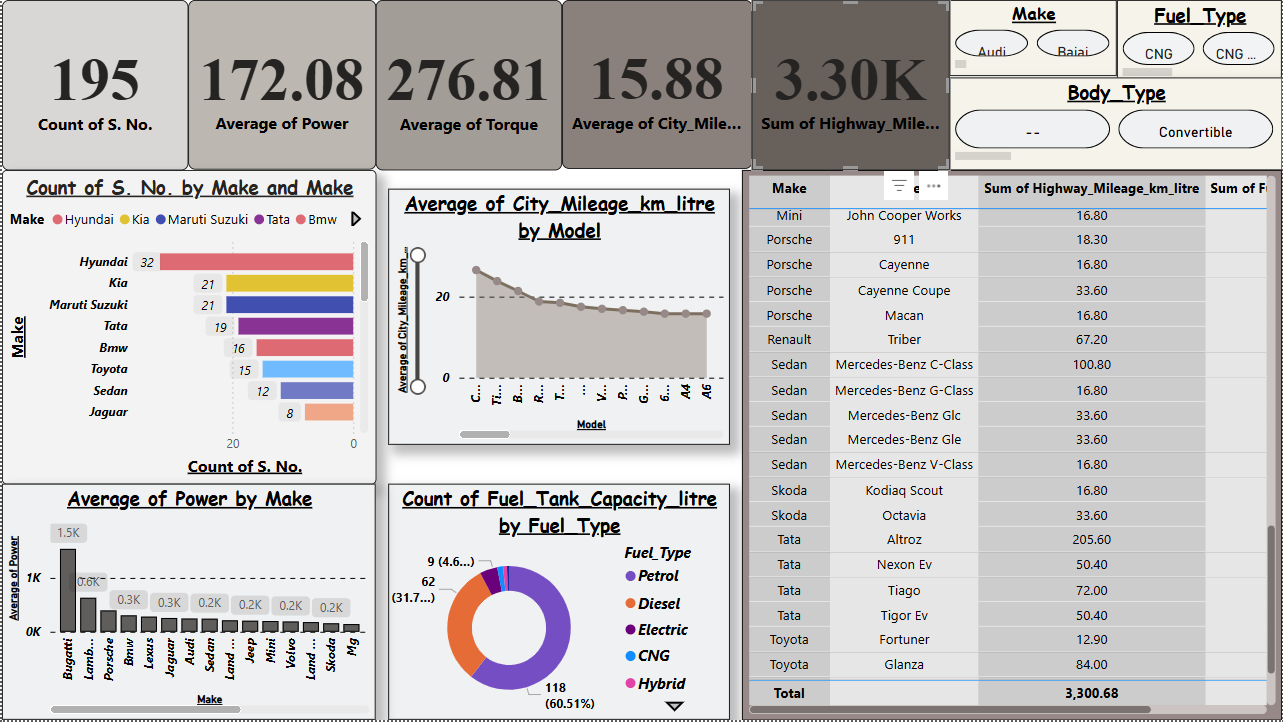 195
Count of S. No.
172.08
Average of Power
276.81
Average of Torque
15.88
Average of City_Mile...
3.30K
Sum of Highway_Mile...
Make
Audi
Bajaj
Fuel_Type
CNG
CNG ...
Body_Type
--
Convertible
Count of S. No. by Make and Make
Make Hyundai Kia Maruti Suzuki Tata Bmw
Make
Hyundai 32
Kia 21
Maruti Suzuki 21
Tata 19
Bmw 16
Toyota 15
Sedan 12
Jaguar 8
20 0
Count of S. No.
Average of City_Mileage_km_litre
by Model
Average of City_Mileage_km_...
20
0
C... Ti... B... R... T... ... V... P... G... 6... A4 A6
Model
Average of Power by Make
Average of Power
1K
0K
1.5K 0.6K 0.3K 0.3K 0.2K 0.2K 0.2K 0.2K
Bugatti Lamb... Porsche Bmw Lexus Jaguar Audi Sedan Land ... Jeep Mini Volvo Land ... Skoda Mg
Make
Count of Fuel_Tank_Capacity_litre
by Fuel_Type
9 (4.6...)
62
(31.7...)
118
(60.51%)
Fuel_Type
Petrol
Diesel
Electric
CNG
Hybrid
Make Sum of Highway_Mileage_km_litre
Mini John Cooper Works 16.80
Porsche 911 18.30
Porsche Cayenne 16.80
Porsche Cayenne Coupe 33.60
Porsche Macan 16.80
Renault Triber 67.20
Sedan Mercedes-Benz C-Class 100.80
Sedan Mercedes-Benz G-Class 16.80
Sedan Mercedes-Benz Glc 33.60
Sedan Mercedes-Benz Gle 33.60
Sedan Mercedes-Benz V-Class 16.80
Skoda Kodiaq Scout 16.80
Skoda Octavia 33.60
Tata Altroz 205.60
Tata Nexon Ev 50.40
Tata Tiago 72.00
Tata Tigor Ev 50.40
Toyota Fortuner 12.90
Toyota Glanza 84.00
Total 3,300.68